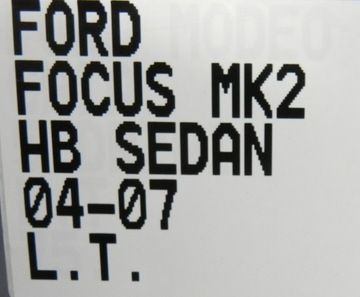 FORD
FOCUS MK2
HB SEDAN
04-07
L.T.